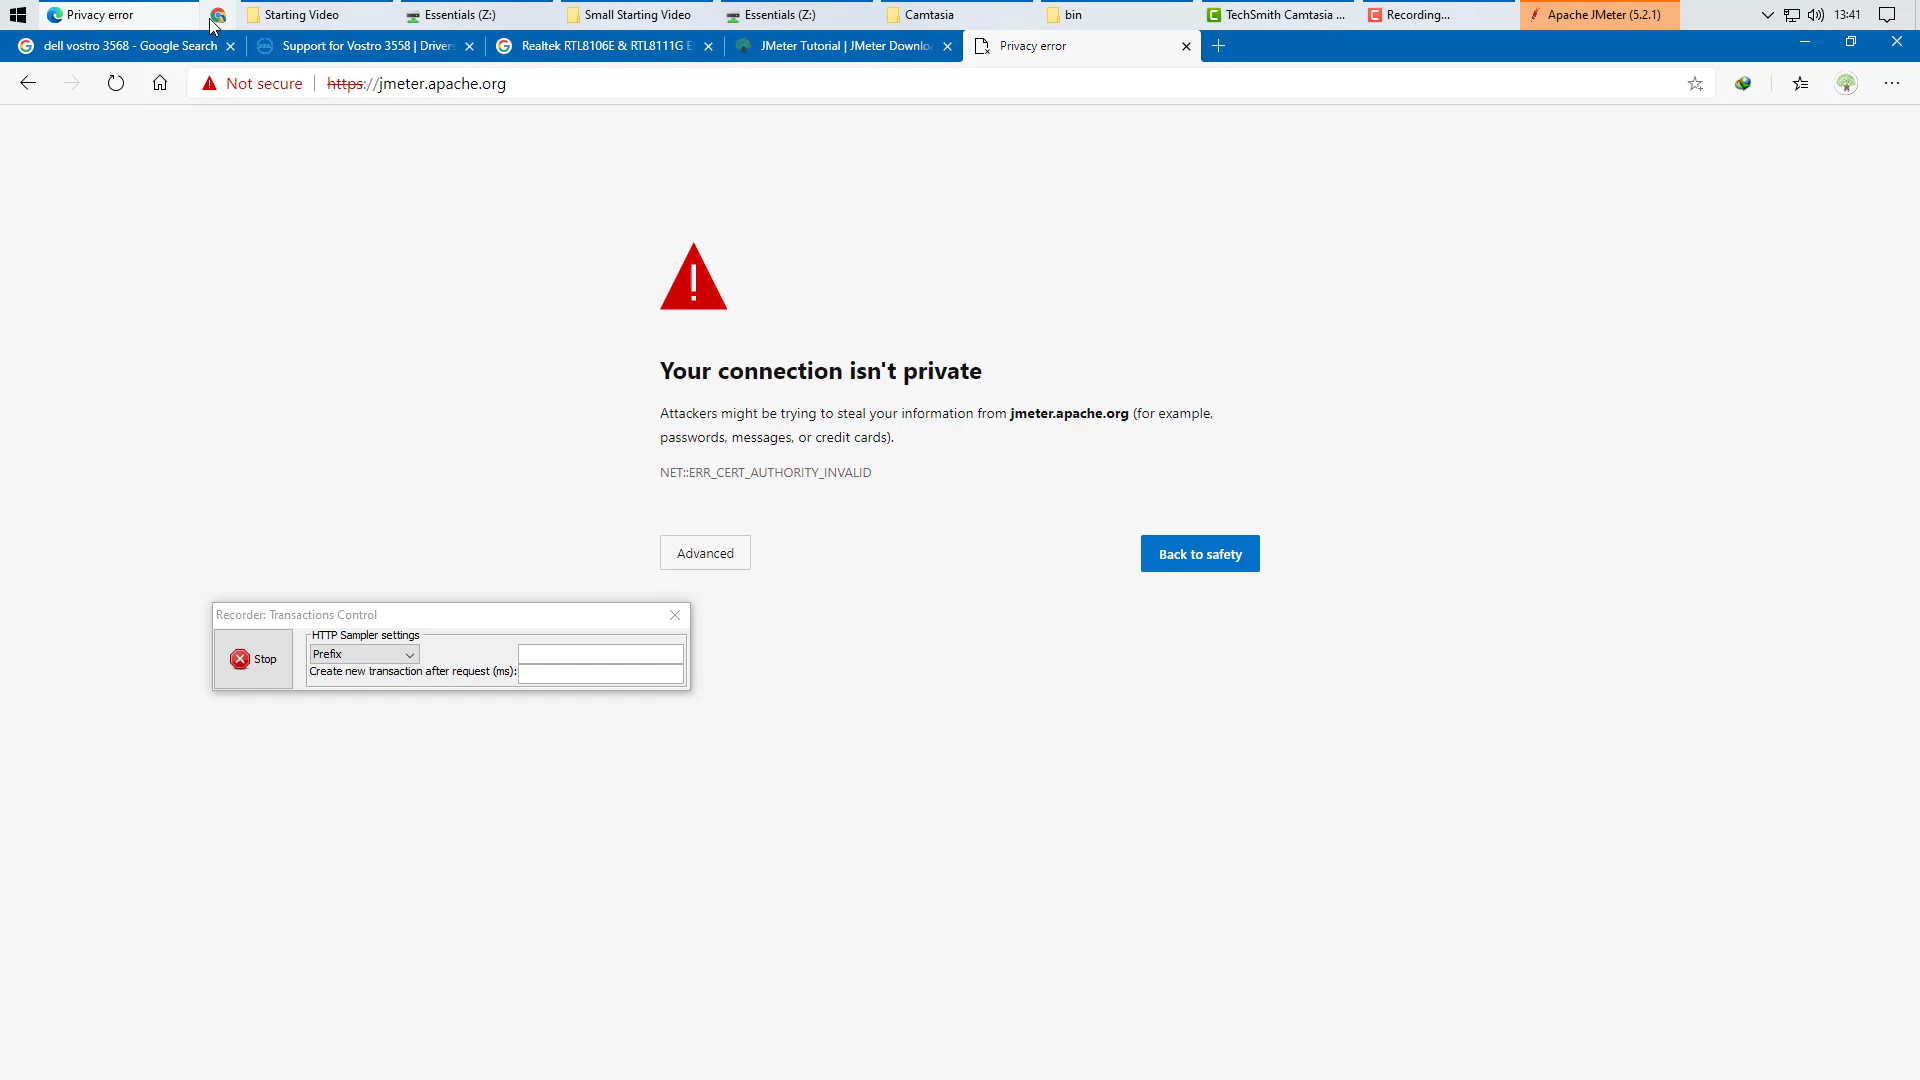 Privacy error
Starting Video
Essentials (Z:)
Small Starting Video
Essentials (Z:)
Camtasia
bin
TechSmith Camtasia ...
Recording...
Apache JMeter (5.2.1)
13:41
dell vostro 3568 - Google Search
Support for Vostro 3558 | Drivers
Realtek RTL8106E & RTL8111G E
JMeter Tutorial | JMeter Downlo
Privacy error
Not secure
https://jmeter.apache.org
Your connection isn't private
Attackers might be trying to steal your information from jmeter.apache.org (for example,
passwords, messages, or credit cards).
NET::ERR_CERT_AUTHORITY_INVALID
Advanced
Back to safety
Recorder: Transactions Control
Stop
HTTP Sampler settings
Prefix
Create new transaction after request (ms):